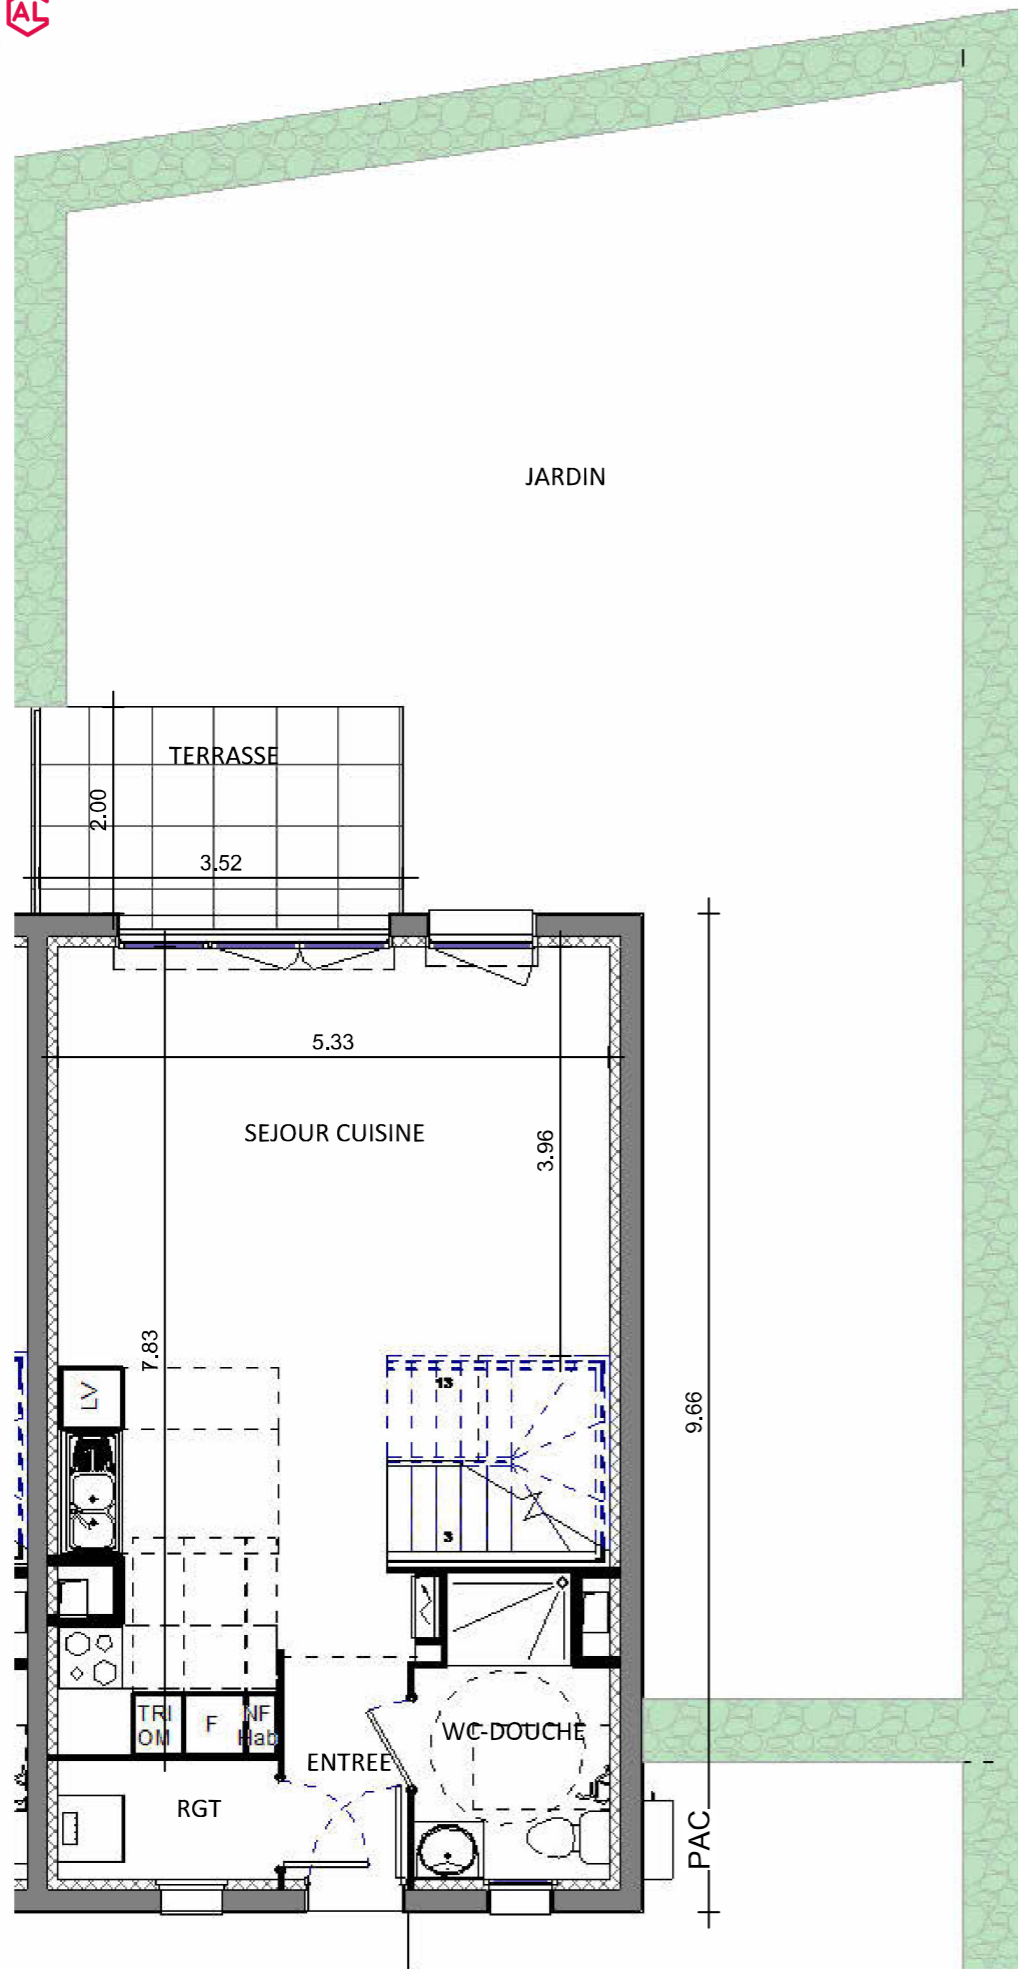 AL
JARDIN
TERRASSE
2.00
3.52
5.33
SEJOUR CUISINE
3.96
7.83
13
LV
9.66
3
TRI
OM
F
NF
Hab
WC-DOUCHE
ENTREE
RGT
PAC